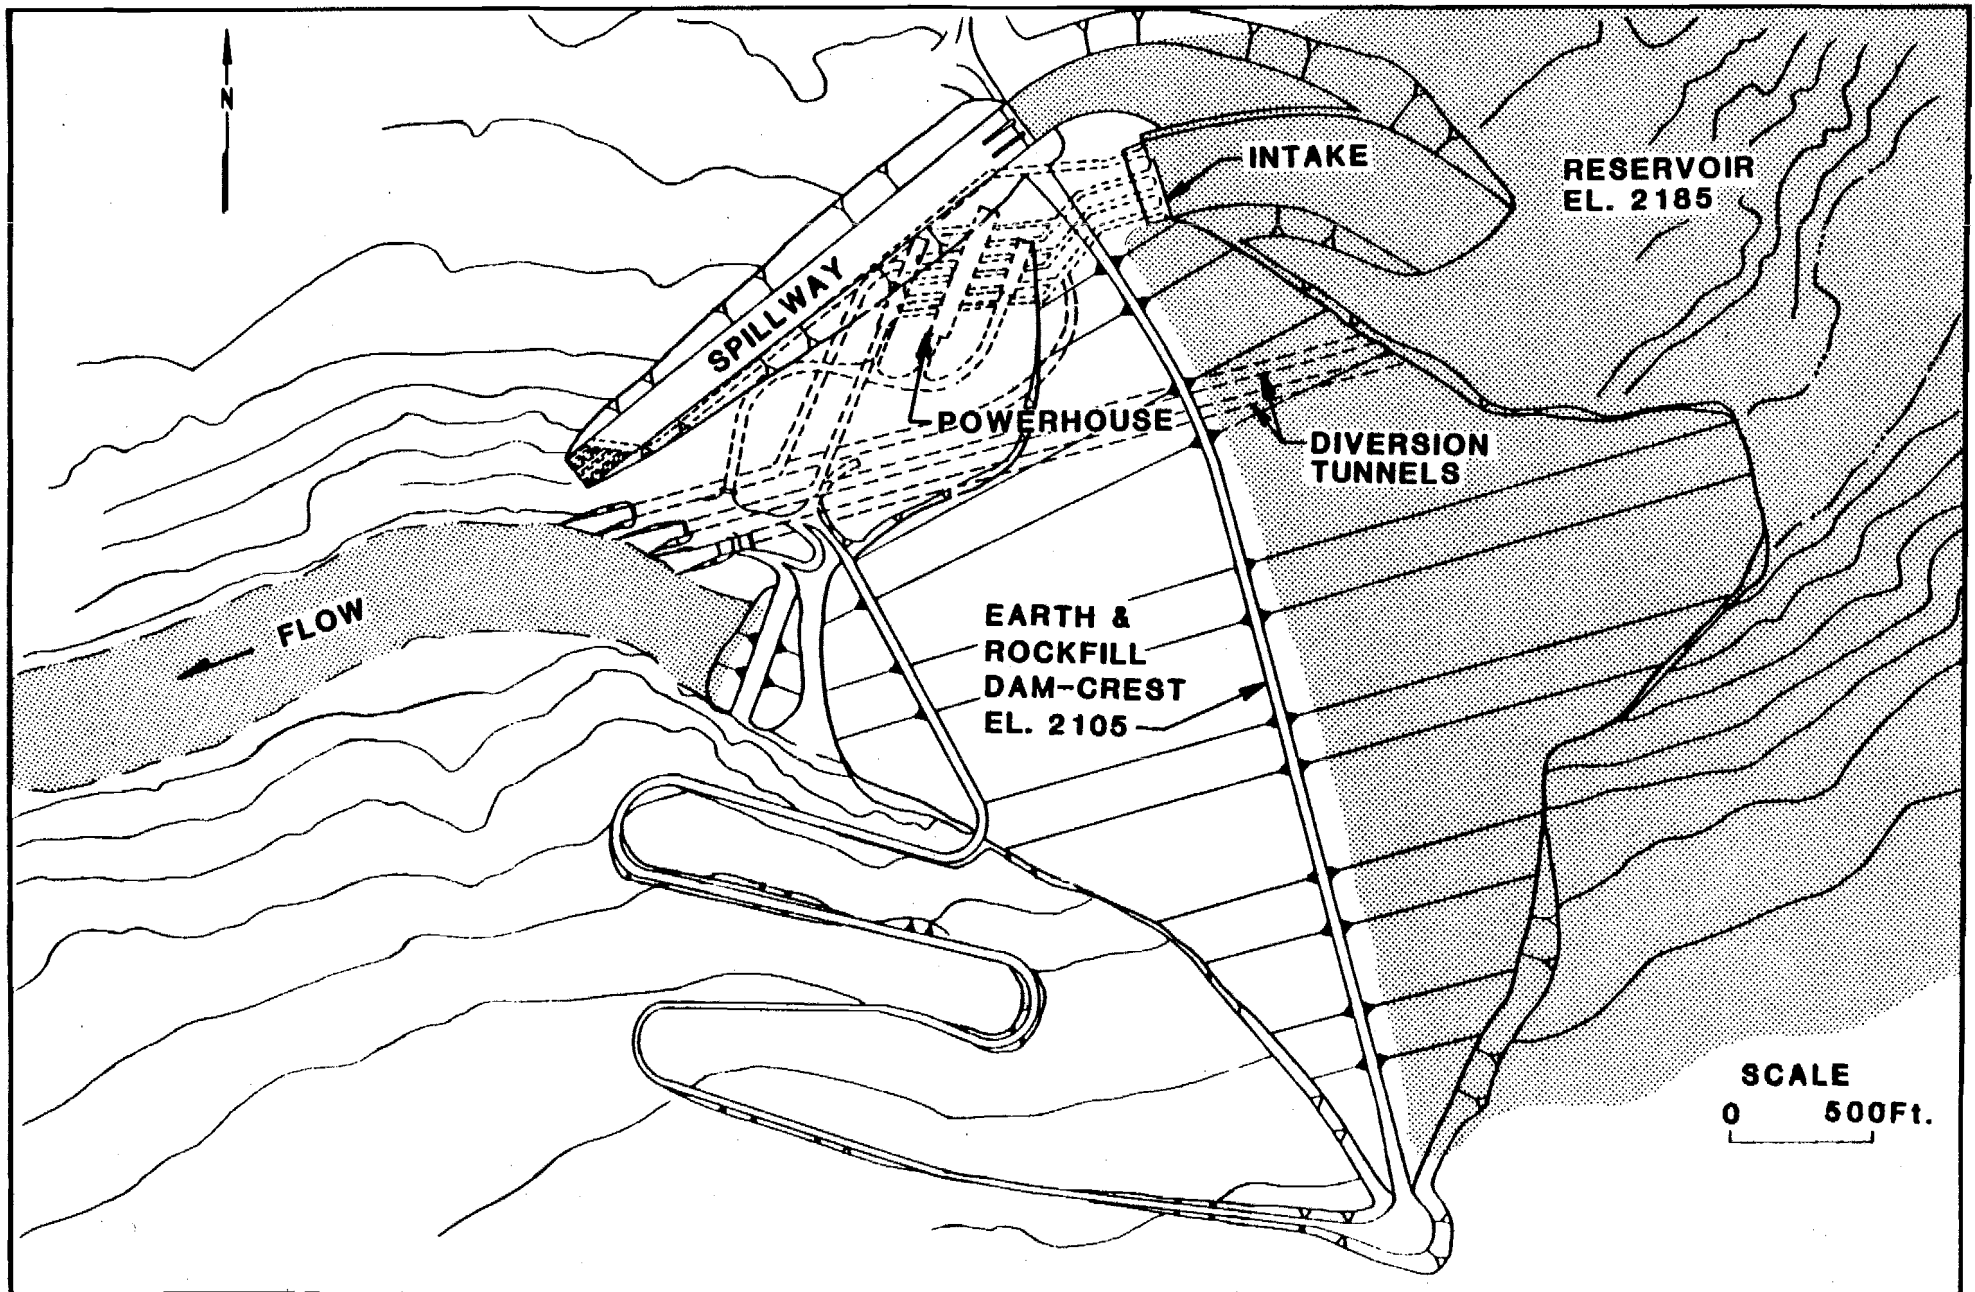 N
INTAKE
RESERVOIR
EL. 2185
SPILLWAY
POWERHOUSE
DIVERSION
TUNNELS
FLOW
EARTH &
ROCKFILL
DAM-CREST
EL. 2105
SCALE
0 500Ft.